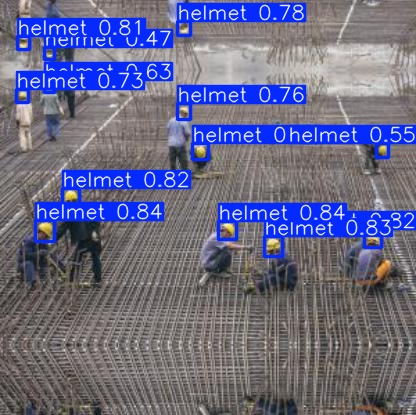 helmet 0.78
helmet 0.81
helmet 0.47
helmet 0.63
helmet 0.73
helmet 0.76
helmet 0
helmet 0.55
helmet 0.82
helmet 0.84
helmet 0.84
0.82
helmet 0.83